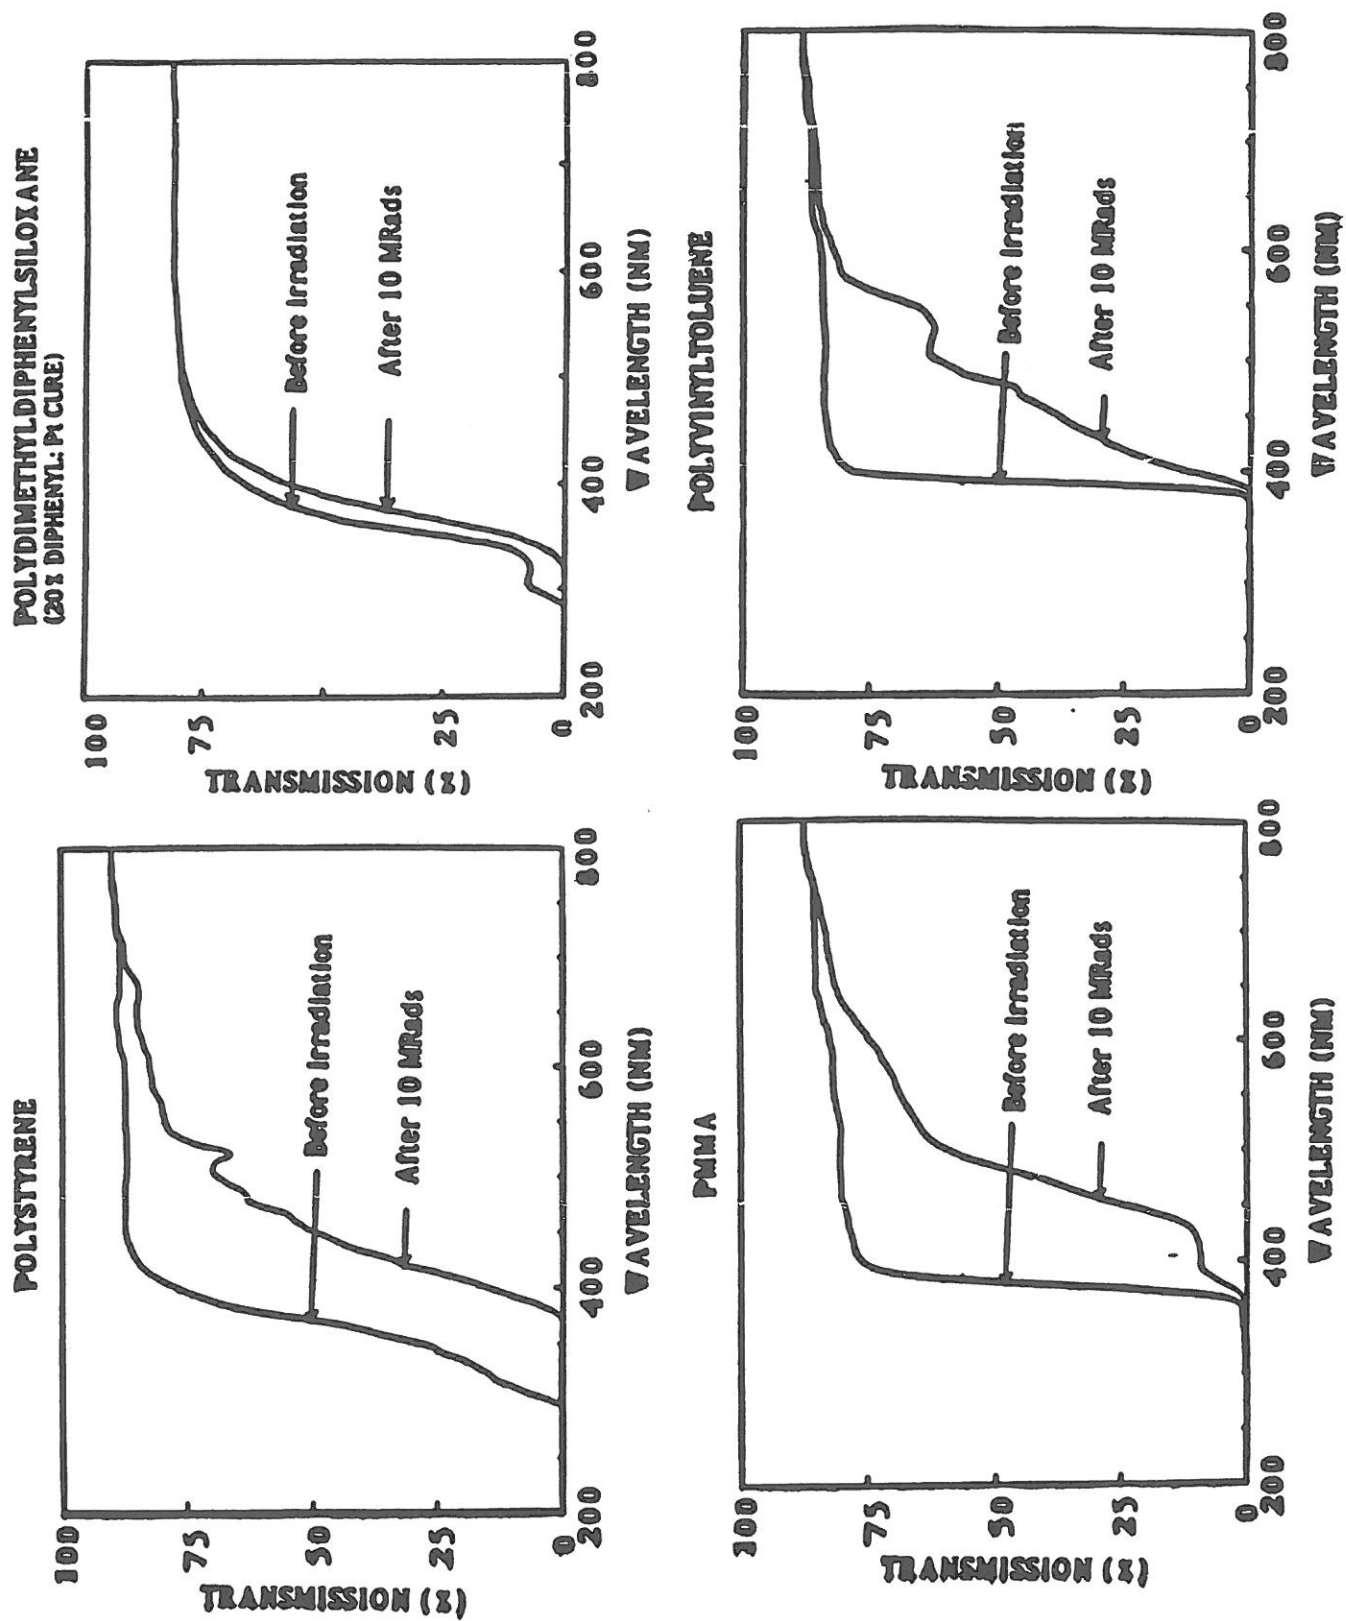 POLYSTYRENE
TRANSMISSION (%)
100
75
50
25
0
200
400
600
800
Before Irradiation
After 10 MRads
WAVELENGTH (NM)
POLYDIMETHYLDIPHENYLSILOXANE
(20% DIPHENYL: Pt CURE)
TRANSMISSION (%)
100
75
25
0
200
400
600
800
Before Irradiation
After 10 MRads
WAVELENGTH (NM)
PMMA
TRANSMISSION (%)
100
75
50
25
0
200
400
600
800
Before Irradiation
After 10 MRads
WAVELENGTH (NM)
POLYVINYLTOLUENE
TRANSMISSION (%)
100
75
50
25
0
200
400
600
800
Before Irradiation
After 10 MRads
WAVELENGTH (NM)